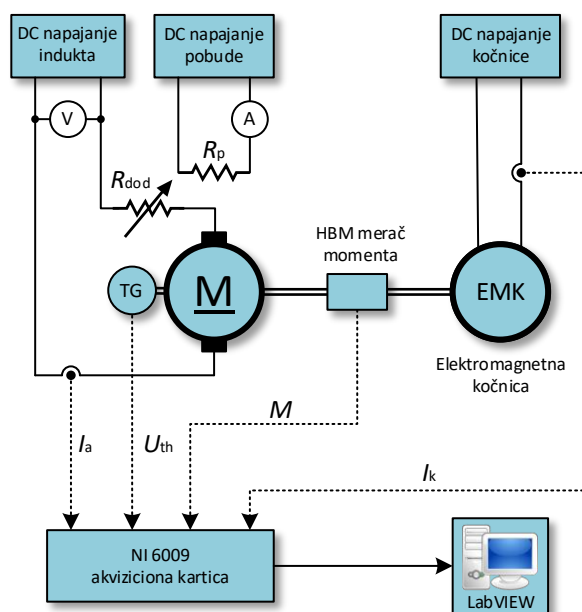 DC napajanje
indukta
DC napajanje
pobude
DC napajanje
kočnice
V
A
Rp
Rdod
HBM merač
momenta
TG
M
EMK
Elektromagnetna
kočnica
M
Ia
Uth
Ik
NI 6009
akviziciona kartica
LabVIEW